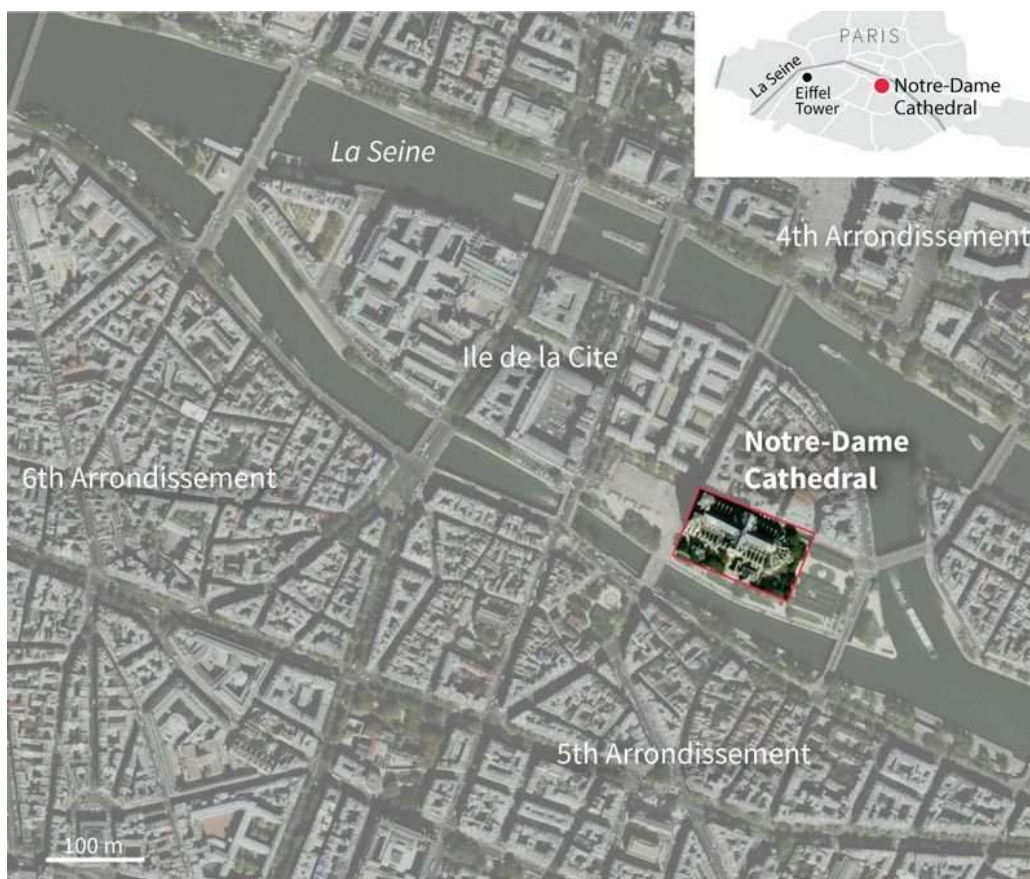 PARIS
La Seine
Eiffel
Tower
Notre-Dame
Cathedral
La Seine
4th Arrondissement
Ile de la Cite
Notre-Dame
Cathedral
6th Arrondissement
5th Arrondissement
100 m